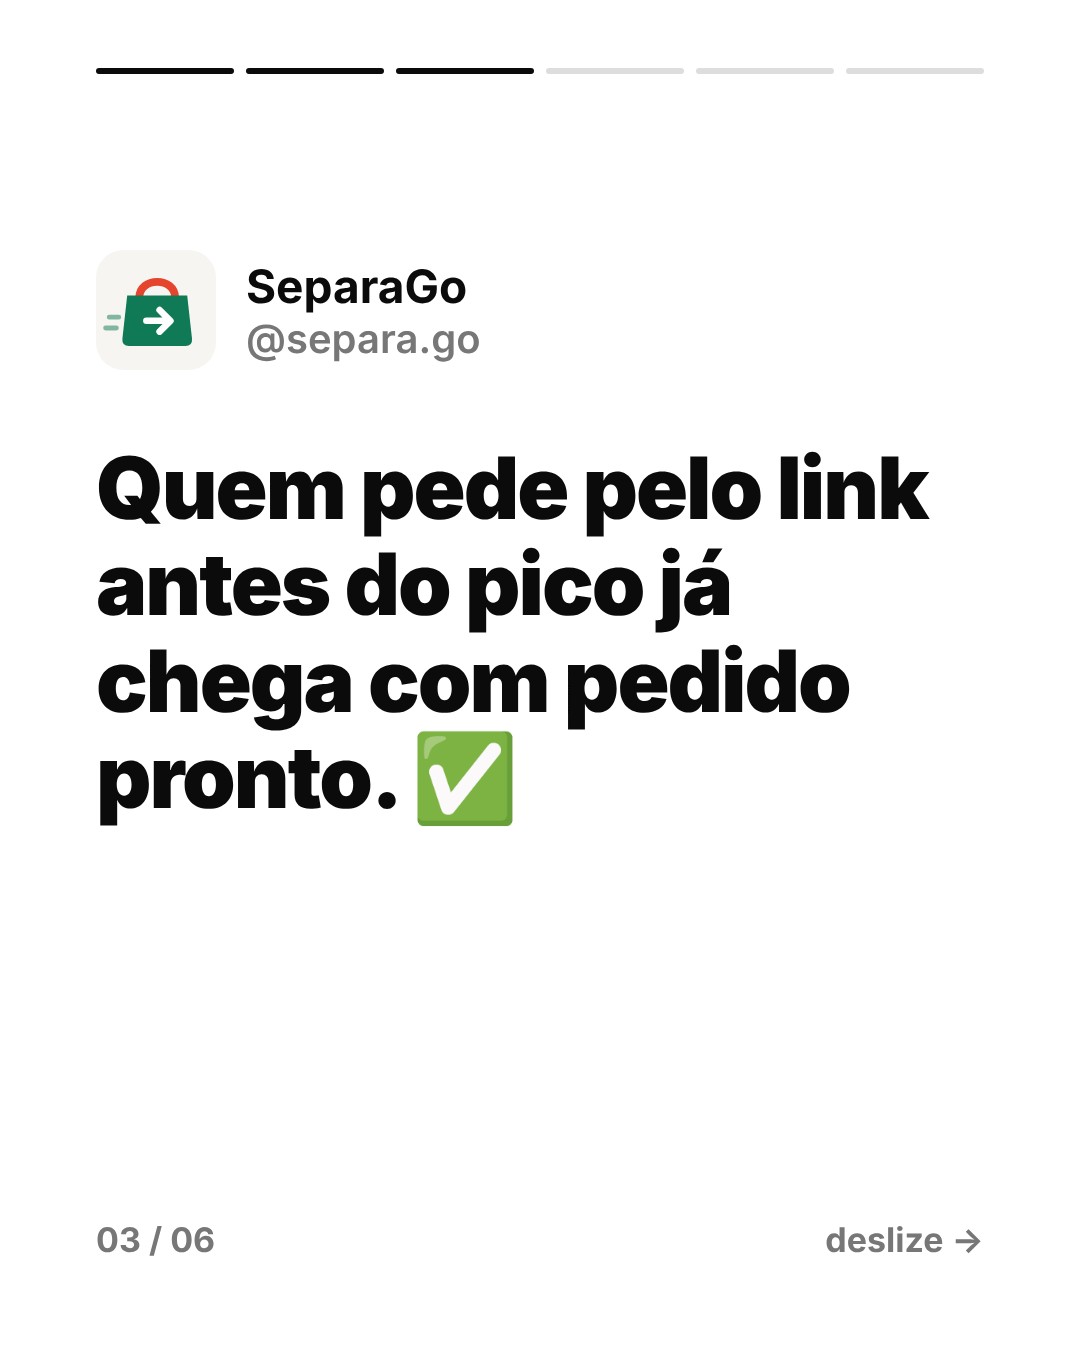 SeparaGo
@separa.go
Quem pede pelo link
antes do pico já
chega com pedido
pronto. ✅
03 / 06
deslize →